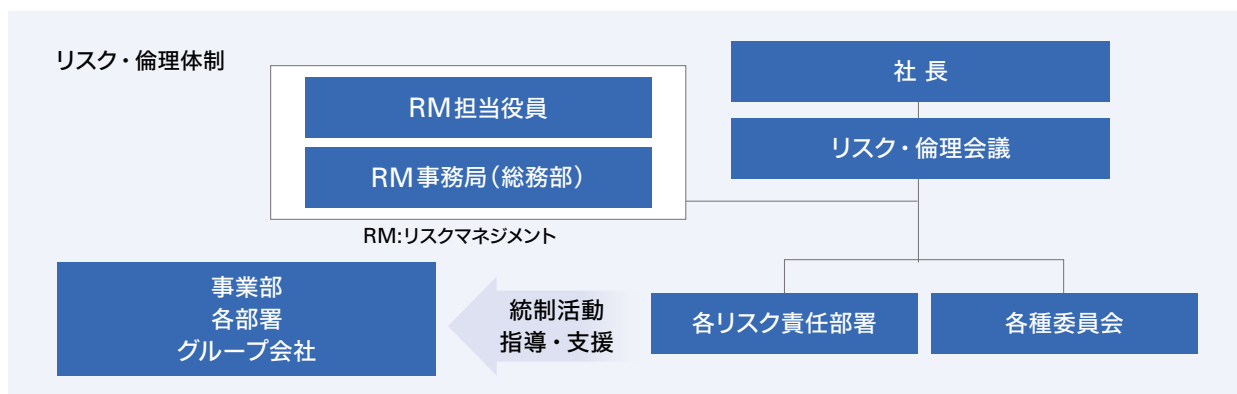 リスク・倫理体制
RM担当役員
RM事務局（総務部）
RM:リスクマネジメント
社 長
リスク・倫理会議
事業部
各部署
グループ会社
統制活動
指導・支援
各リスク責任部署
各種委員会